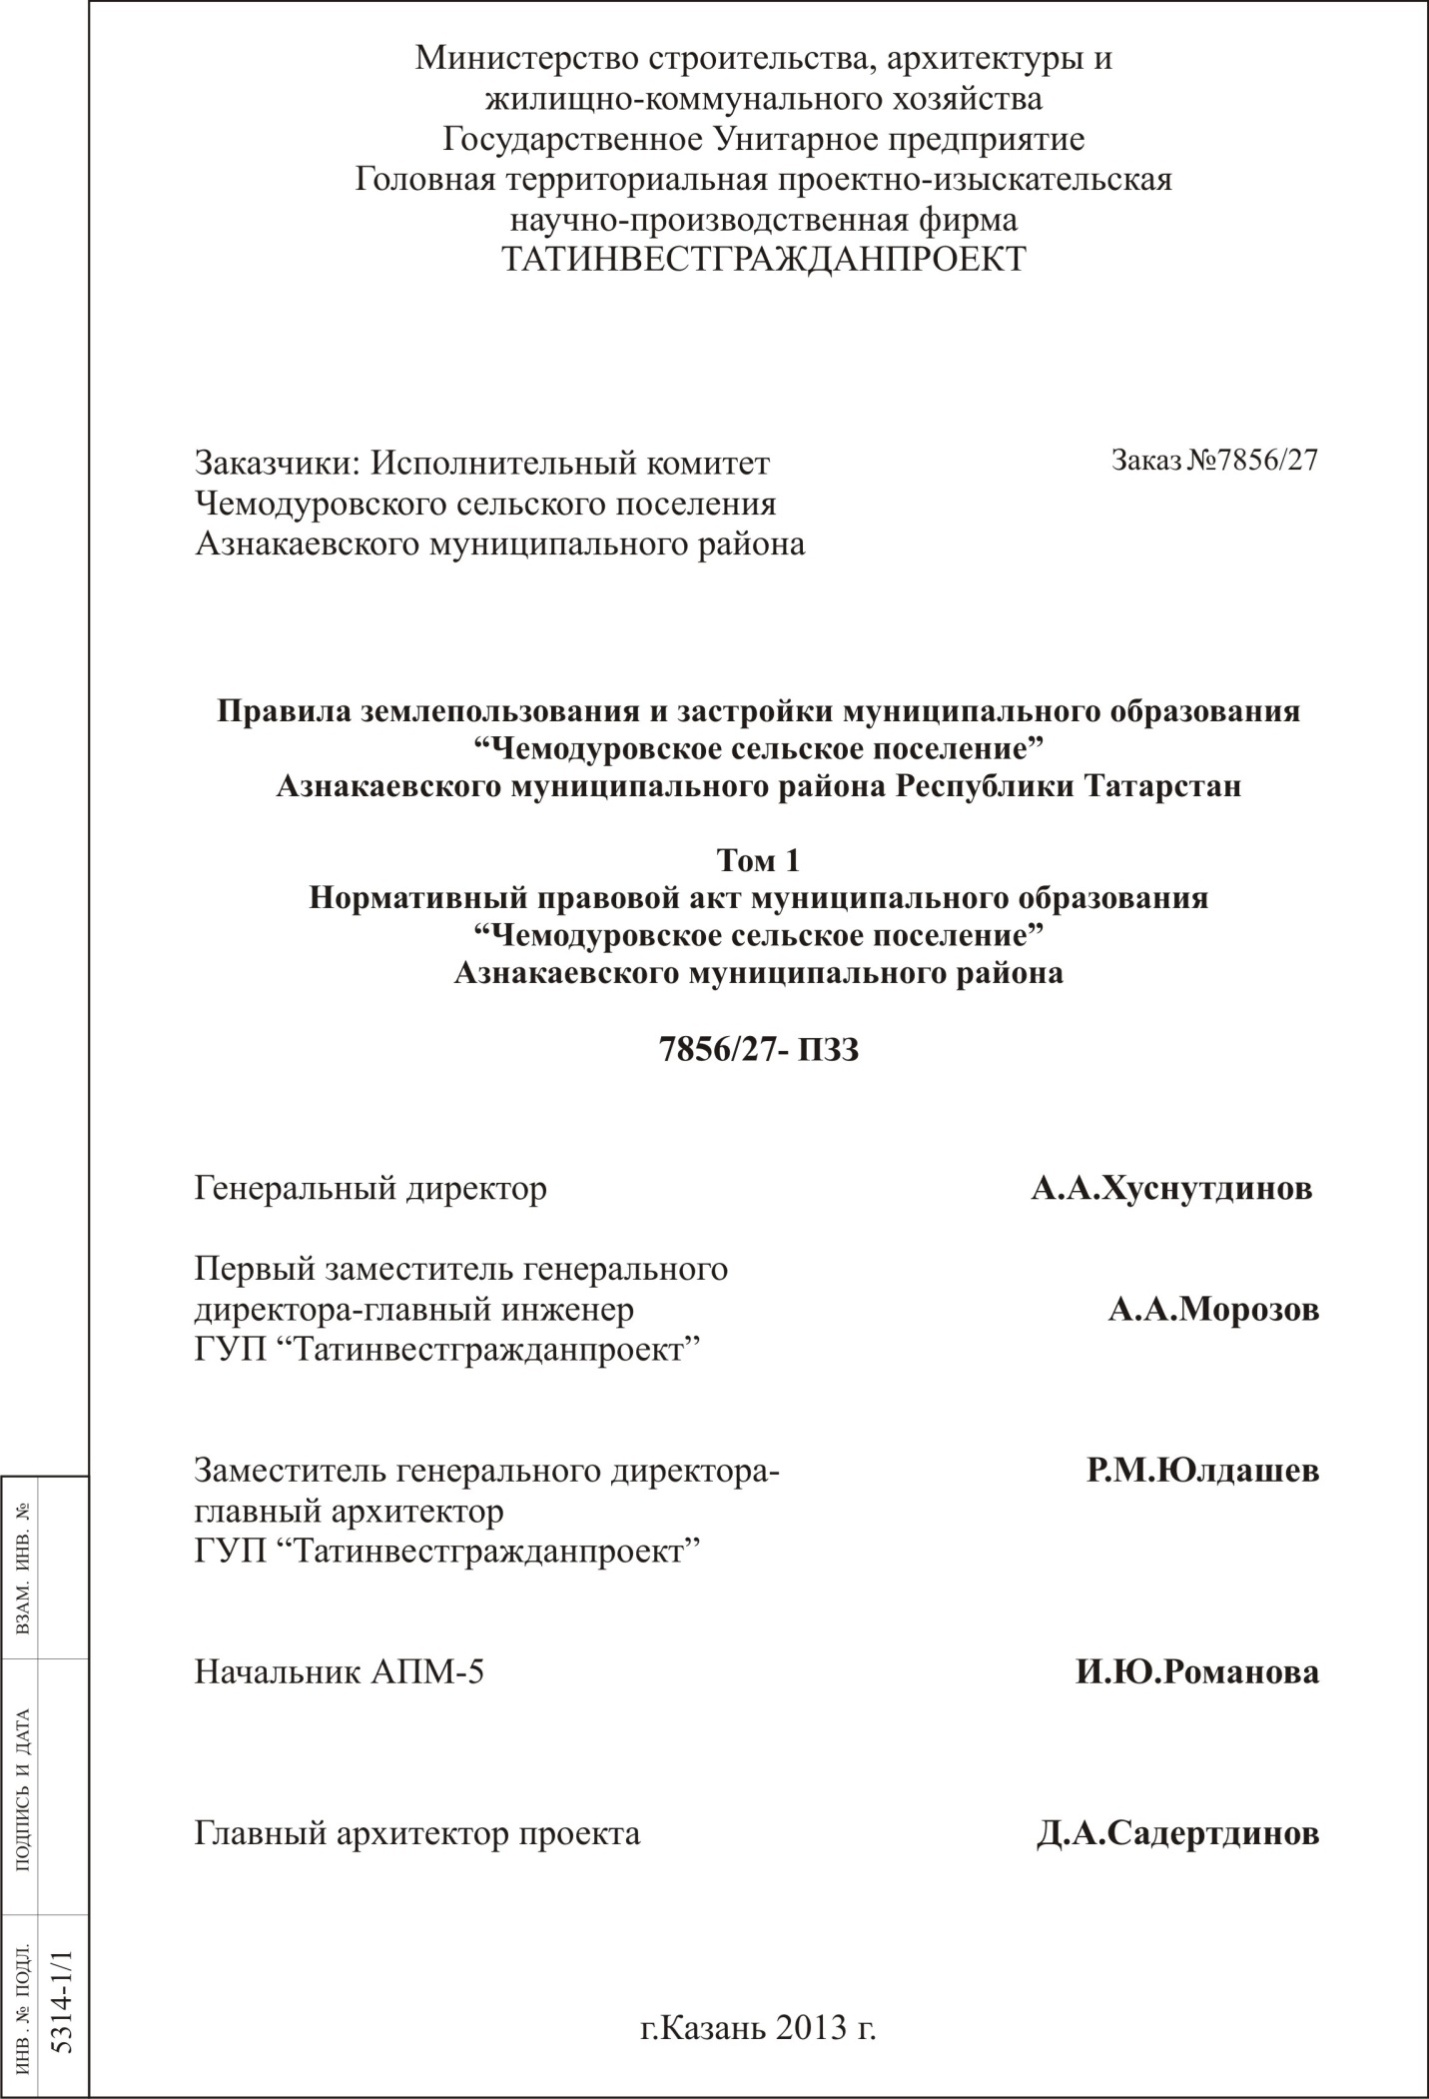 Министерство строительства, архитектуры и
жилищно-коммунального хозяйства
Государственное Унитарное предприятие
Головная территориальная проектно-изыскательская
научно-производственная фирма
ТАТИНВЕСТГРАЖДАНПРОЕКТ
Заказчики: Исполнительный комитет
Чемодуровского сельского поселения
Азнакаевского муниципального района
Заказ №7856/27
Правила землепользования и застройки муниципального образования
“Чемодуровское сельское поселение”
Азнакаевского муниципального района Республики Татарстан
Том 1
Нормативный правовой акт муниципального образования
“Чемодуровское сельское поселение”
Азнакаевского муниципального района
7856/27- ПЗЗ
Генеральный директор
А.А.Хуснутдинов
Первый заместитель генерального
директора-главный инженер
ГУП “Татинвестгражданпроект”
А.А.Морозов
Заместитель генерального директора-
главный архитектор
ГУП “Татинвестгражданпроект”
Р.М.Юлдашев
Начальник АПМ-5
И.Ю.Романова
Главный архитектор проекта
Д.А.Садертдинов
г.Казань 2013 г.
ВЗАМ. ИНВ. №
ПОДПИСЬ И ДАТА
ИНВ. № ПОДЛ.
5314-1/1